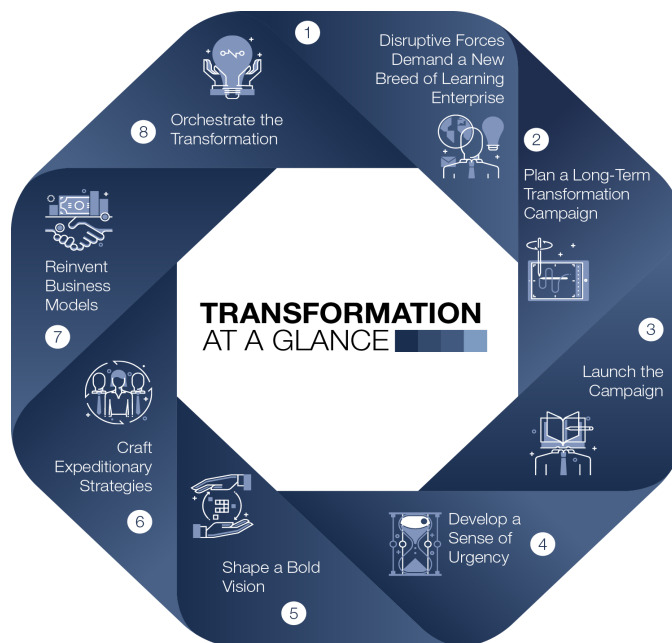 TRANSFORMATION
AT A GLANCE
1
Disruptive Forces
Demand a New
Breed of Learning
Enterprise
2
Plan a Long-Term
Transformation
Campaign
3
Launch the
Campaign
4
Develop a
Sense of
Urgency
5
Shape a Bold
Vision
6
Craft
Expeditionary
Strategies
7
Reinvent
Business
Models
8
Orchestrate the
Transformation